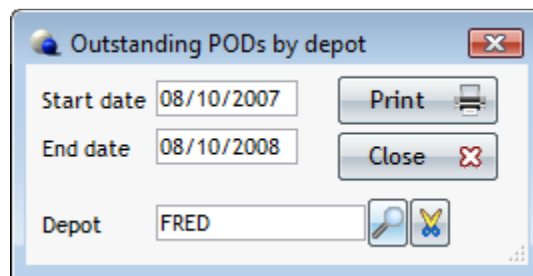 Outstanding PODs by depot
Start date 08/10/2007 Print
End date 08/10/2008 Close
Depot FRED